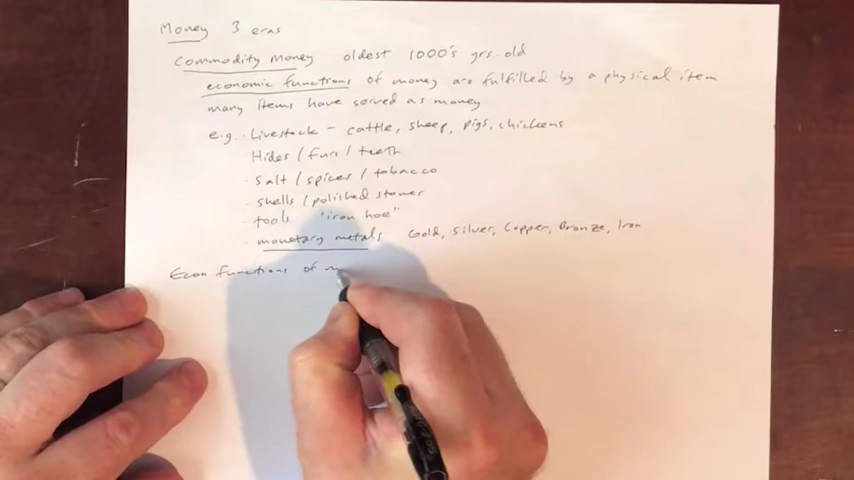 Money 3 eras
Commodity Money oldest 1000's yrs. old
economic functions of money are fulfilled by a physical item
many items have served as money
e.g. · Livestock - cattle, sheep, pigs, chickens
· Hides / furs / teeth
· Salt / spices / tobacco
· shells / polished stones
· tools "iron hoe"
· monetary metals Gold, Silver, Copper, Bronze, Iron
Econ functions of m